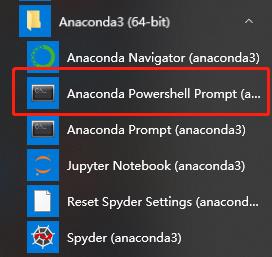 Anaconda3 (64-bit)
Anaconda Navigator (anaconda3)
Anaconda Powershell Prompt (a...
Anaconda Prompt (anaconda3)
Jupyter Notebook (anaconda3)
Reset Spyder Settings (anacond...
Spyder (anaconda3)